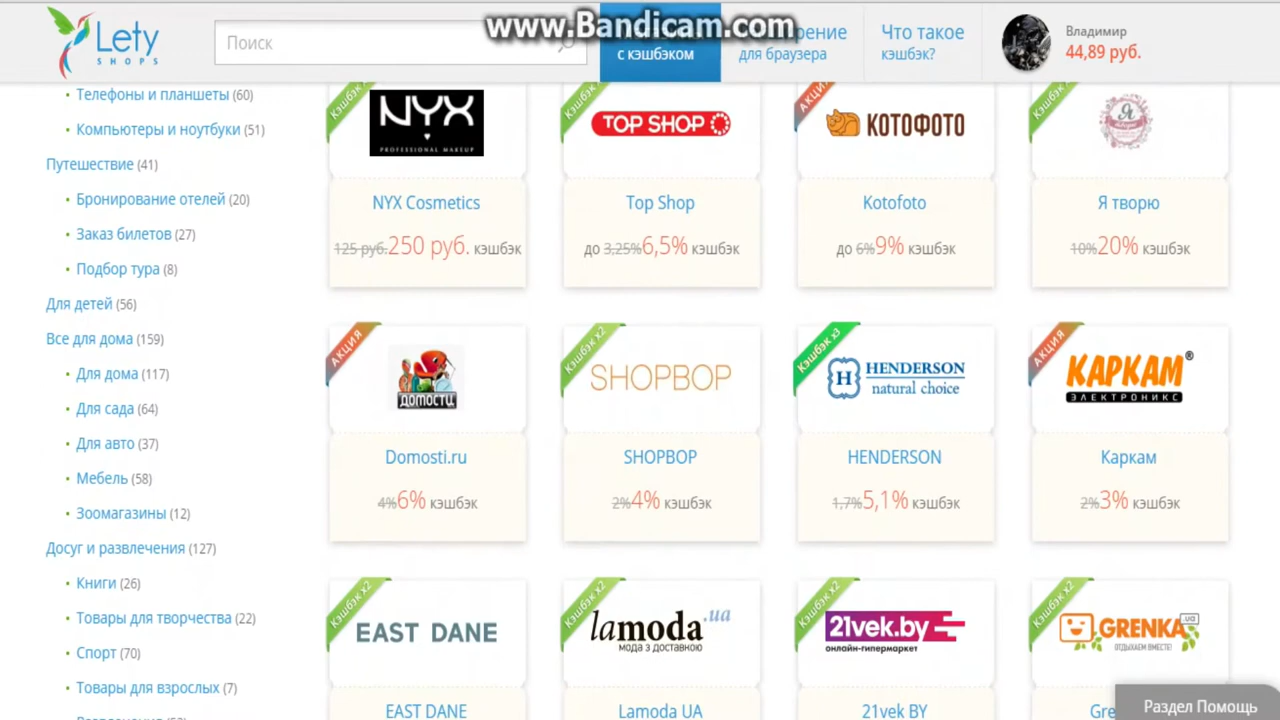 www.Bandicam.com
Lety
SHOPS
Поиск
с кэшбэком
для браузера
Что такое
кэшбэк?
Владимир
44,89 руб.
Телефоны и планшеты (60)
Компьютеры и ноутбуки (51)
Путешествие (41)
Бронирование отелей (20)
Заказ билетов (27)
Подбор тура (8)
Для детей (56)
Все для дома (159)
Для дома (117)
Для сада (64)
Для авто (37)
Мебель (58)
Зоомагазины (12)
Досуг и развлечения (127)
Книги (26)
Товары для творчества (22)
Спорт (70)
Товары для взрослых (7)
Кэшбэк
NYX
PROFESSIONAL MAKEUP
NYX Cosmetics
125 руб.250 руб. кэшбэк
Кэшбэк
TOP SHOP
Top Shop
до 3,25%6,5% кэшбэк
АКЦИЯ
КОТОФОТО
Kotofoto
до 6%9% кэшбэк
Кэшбэк
Я
Я творю
10%20% кэшбэк
АКЦИЯ
ДОМОСТИ
Domosti.ru
4%6% кэшбэк
Кэшбэк x2
SHOPBOP
SHOPBOP
2%4% кэшбэк
Кэшбэк x3
H HENDERSON
natural choice
HENDERSON
1,7%5,1% кэшбэк
АКЦИЯ
КАРКАМ®
ЭЛЕКТРОНИКС
Каркам
2%3% кэшбэк
Кэшбэк x2
EAST DANE
EAST DANE
Кэшбэк x2
lamoda.ua
мода з доставкою
Lamoda UA
Кэшбэк x2
21vek.by
онлайн-гипермаркет
21vek BY
Кэшбэк x2
GRENKA.ua
ОТДЫХАЕМ ВМЕСТЕ!
Раздел Помощь